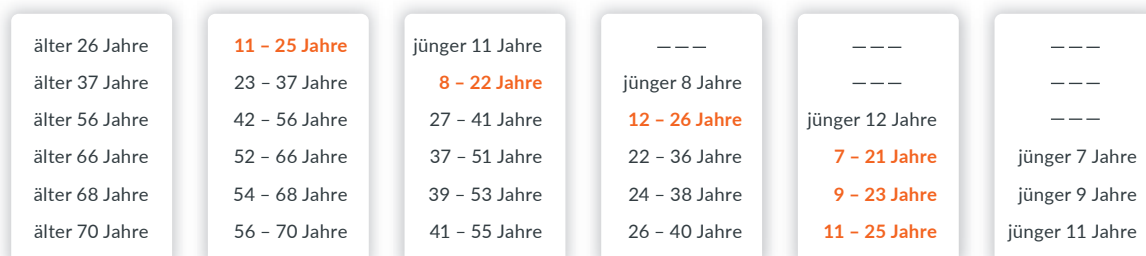 älter 26 Jahre 11 – 25 Jahre jünger 11 Jahre ––– ––– –––
älter 37 Jahre 23 – 37 Jahre 8 – 22 Jahre jünger 8 Jahre ––– –––
älter 56 Jahre 42 – 56 Jahre 27 – 41 Jahre 12 – 26 Jahre jünger 12 Jahre –––
älter 66 Jahre 52 – 66 Jahre 37 – 51 Jahre 22 – 36 Jahre 7 – 21 Jahre jünger 7 Jahre
älter 68 Jahre 54 – 68 Jahre 39 – 53 Jahre 24 – 38 Jahre 9 – 23 Jahre jünger 9 Jahre
älter 70 Jahre 56 – 70 Jahre 41 – 55 Jahre 26 – 40 Jahre 11 – 25 Jahre jünger 11 Jahre